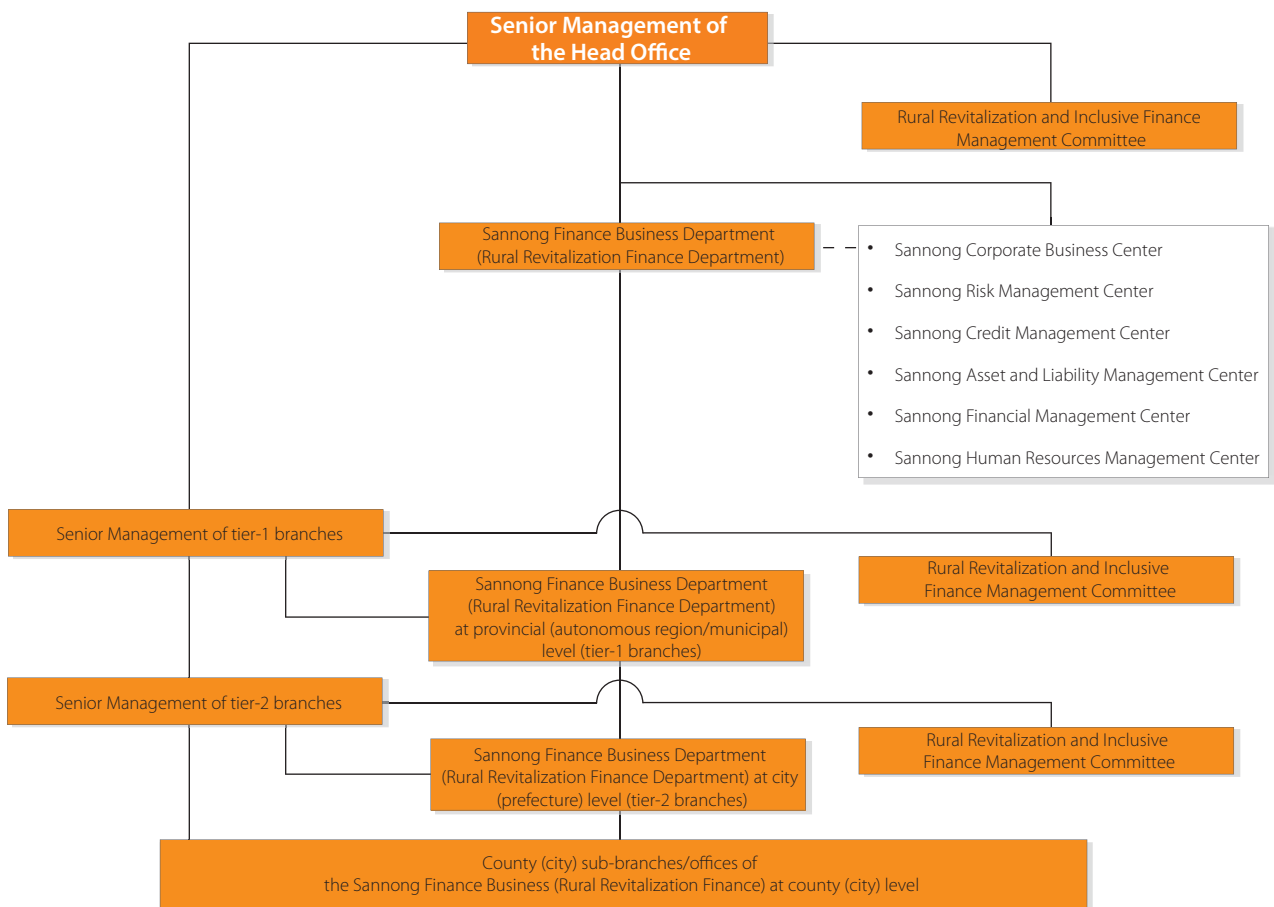 Senior Management of
the Head Office
Rural Revitalization and Inclusive Finance
Management Committee
Sannong Finance Business Department
(Rural Revitalization Finance Department)
• Sannong Corporate Business Center
• Sannong Risk Management Center
• Sannong Credit Management Center
• Sannong Asset and Liability Management Center
• Sannong Financial Management Center
• Sannong Human Resources Management Center
Senior Management of tier-1 branches
Rural Revitalization and Inclusive
Finance Management Committee
Sannong Finance Business Department
(Rural Revitalization Finance Department)
at provincial (autonomous region/municipal)
level (tier-1 branches)
Senior Management of tier-2 branches
Rural Revitalization and Inclusive
Finance Management Committee
Sannong Finance Business Department
(Rural Revitalization Finance Department) at city
(prefecture) level (tier-2 branches)
County (city) sub-branches/offices of
the Sannong Finance Business (Rural Revitalization Finance) at county (city) level